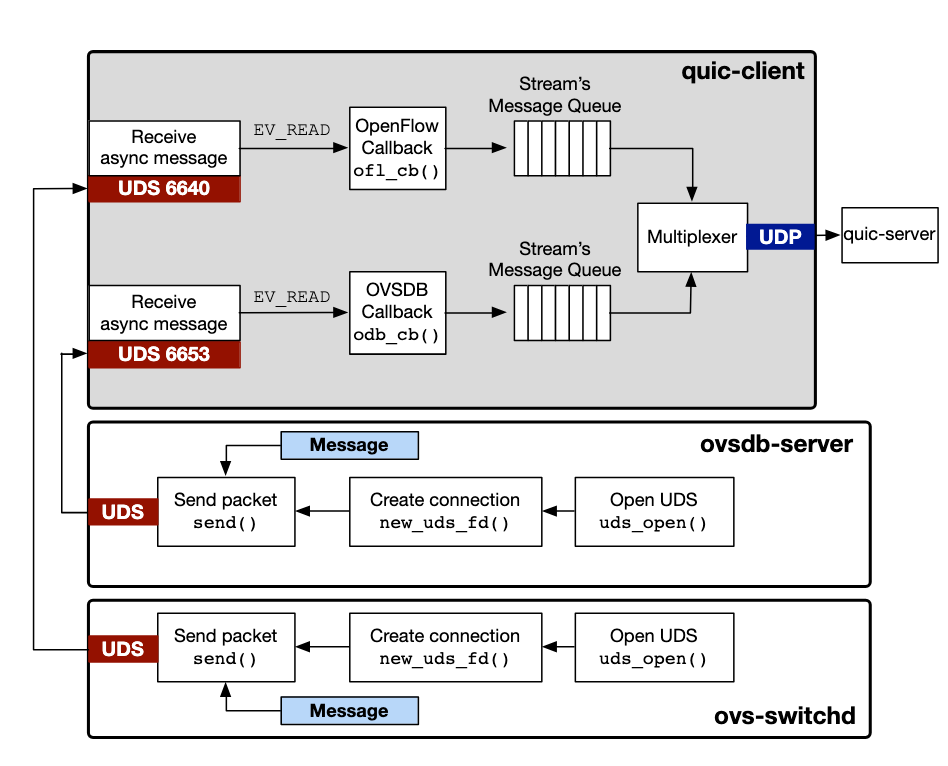 quic-client
Receive
async message
UDS 6640
EV_READ
OpenFlow
Callback
ofl_cb()
Stream's
Message Queue
Multiplexer
UDP
quic-server
Receive
async message
UDS 6653
EV_READ
OVSDB
Callback
odb_cb()
Stream's
Message Queue
ovsdb-server
Message
UDS
Send packet
send()
Create connection
new_uds_fd()
Open UDS
uds_open()
UDS
Send packet
send()
Create connection
new_uds_fd()
Open UDS
uds_open()
Message
ovs-switchd